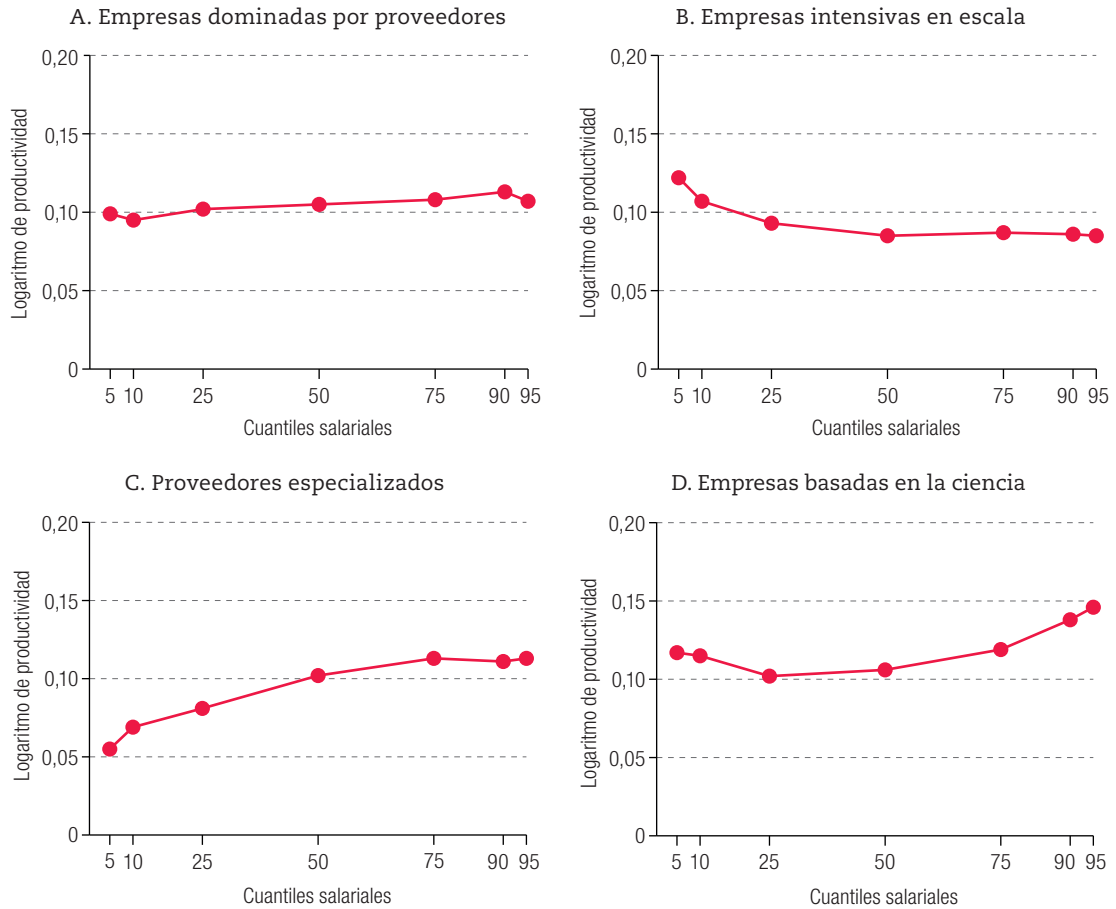 A. Empresas dominadas por proveedores
0,20
0,15
0,10
0,05
0
Logaritmo de productividad
5 10 25 50 75 90 95
Cuantiles salariales
B. Empresas intensivas en escala
0,20
0,15
0,10
0,05
0
Logaritmo de productividad
5 10 25 50 75 90 95
Cuantiles salariales
C. Proveedores especializados
0,20
0,15
0,10
0,05
0
Logaritmo de productividad
5 10 25 50 75 90 95
Cuantiles salariales
D. Empresas basadas en la ciencia
0,20
0,15
0,10
0,05
0
Logaritmo de productividad
5 10 25 50 75 90 95
Cuantiles salariales